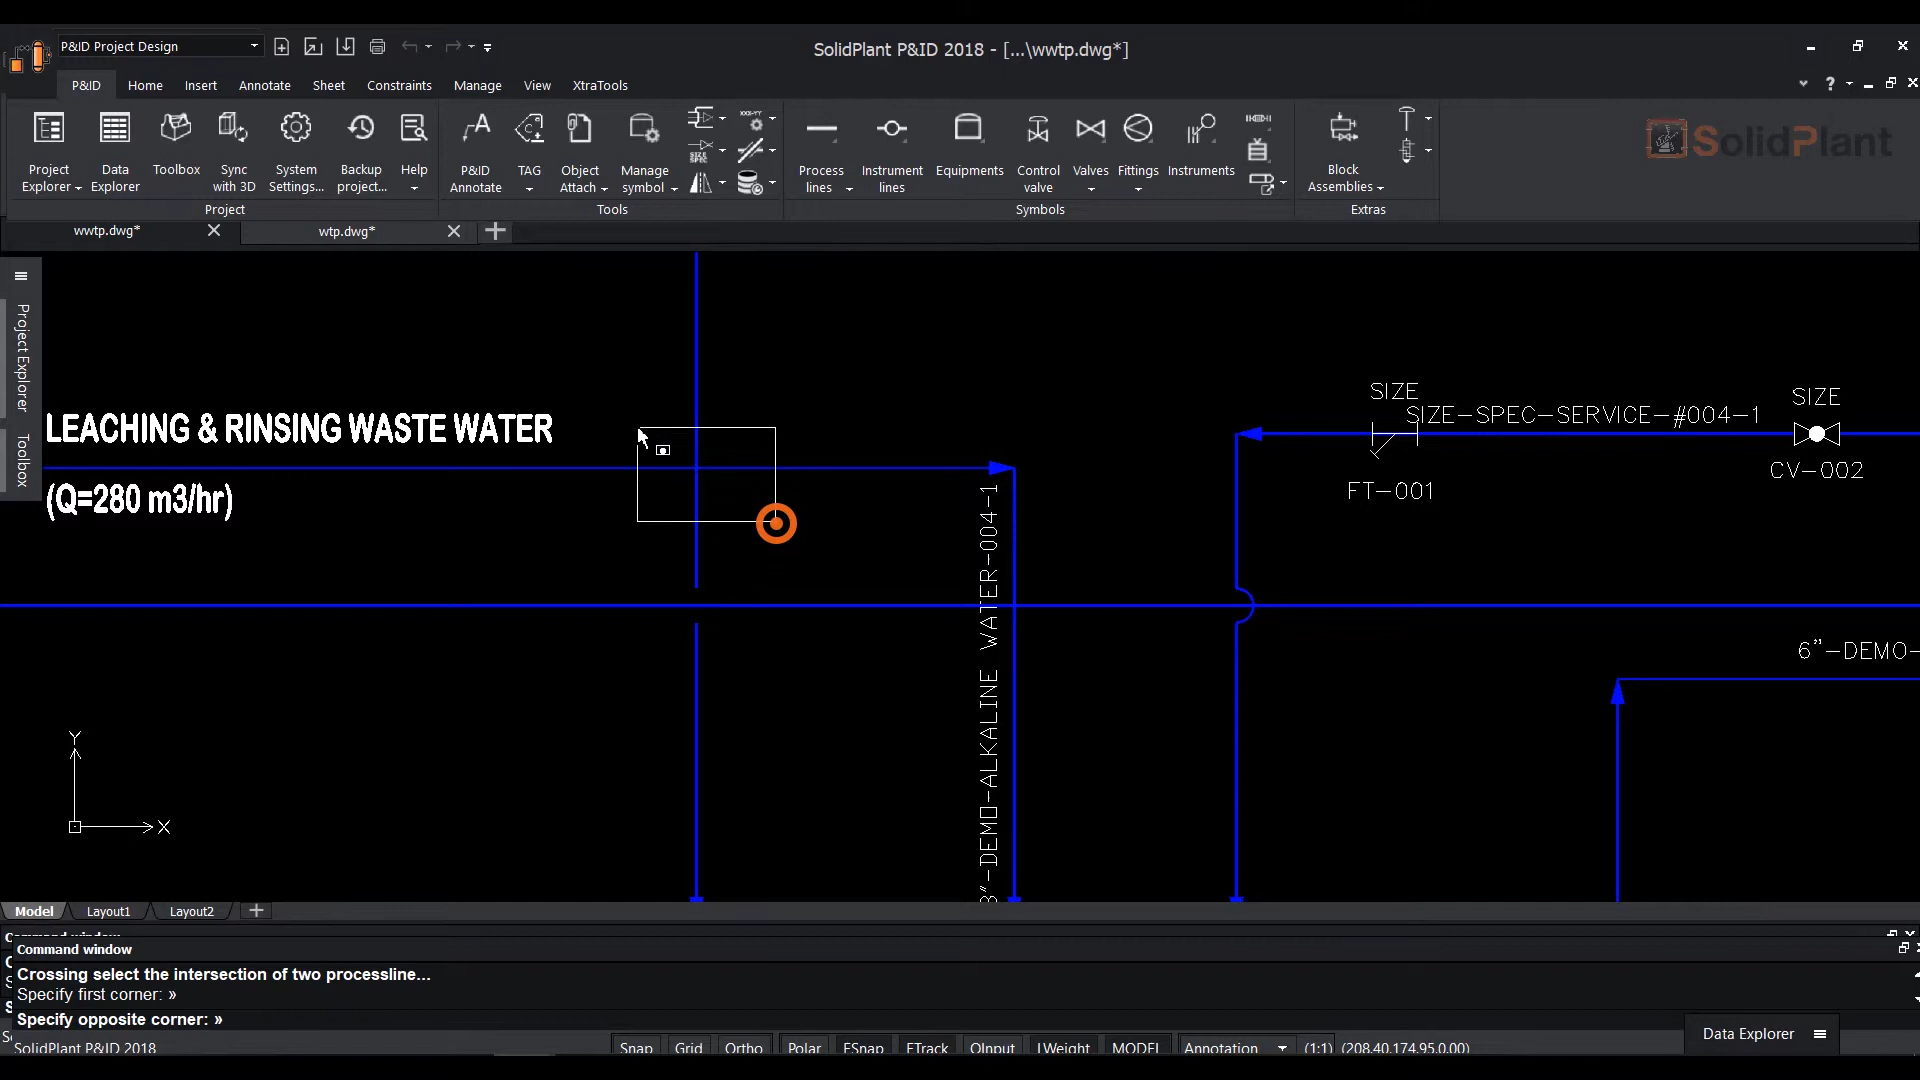 P&ID Project Design
SolidPlant P&ID 2018 - [...\wwtp.dwg*]
P&ID Home Insert Annotate Sheet Constraints Manage View XtraTools
Project Explorer
Data Explorer
Toolbox
Sync with 3D
System Settings...
Backup project...
Help
P&ID Annotate
TAG
Object Attach
Manage symbol
Process lines
Instrument lines
Equipments
Control valve
Valves
Fittings
Instruments
Block Assemblies
SolidPlant
Project Tools Symbols Extras
wwtp.dwg* wtp.dwg*
Project Explorer
Toolbox
LEACHING & RINSING WASTE WATER
(Q=280 m3/hr)
SIZE
SIZE-SPEC-SERVICE-#004-1
FT-001
SIZE
CV-002
3"-DEMO-ALKALINE WATER-004-1
6"-DEMO-
Y
X
Model Layout1 Layout2
Command window
Crossing select the intersection of two processline...
Specify first corner: »
Specify opposite corner: »
Data Explorer
SolidPlant P&ID 2018
Snap Grid Ortho Polar ESnap ETrack QInput LWeight MODEL Annotation (1:1) (208.40,174.95,0.00)